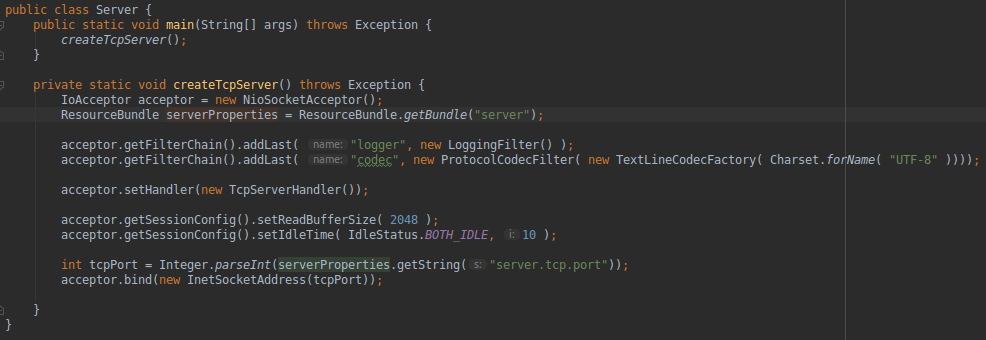 public class Server {
public static void main(String[] args) throws Exception {
createTcpServer();
}
private static void createTcpServer() throws Exception {
IoAcceptor acceptor = new NioSocketAcceptor();
ResourceBundle serverProperties = ResourceBundle.getBundle("server");
acceptor.getFilterChain().addLast( name: "logger", new LoggingFilter() );
acceptor.getFilterChain().addLast( name: "codec", new ProtocolCodecFilter( new TextLineCodecFactory( Charset.forName( "UTF-8" ))));
acceptor.setHandler(new TcpServerHandler());
acceptor.getSessionConfig().setReadBufferSize( 2048 );
acceptor.getSessionConfig().setIdleTime( IdleStatus.BOTH_IDLE, i: 10 );
int tcpPort = Integer.parseInt(serverProperties.getString( s: "server.tcp.port"));
acceptor.bind(new InetSocketAddress(tcpPort));
}
}